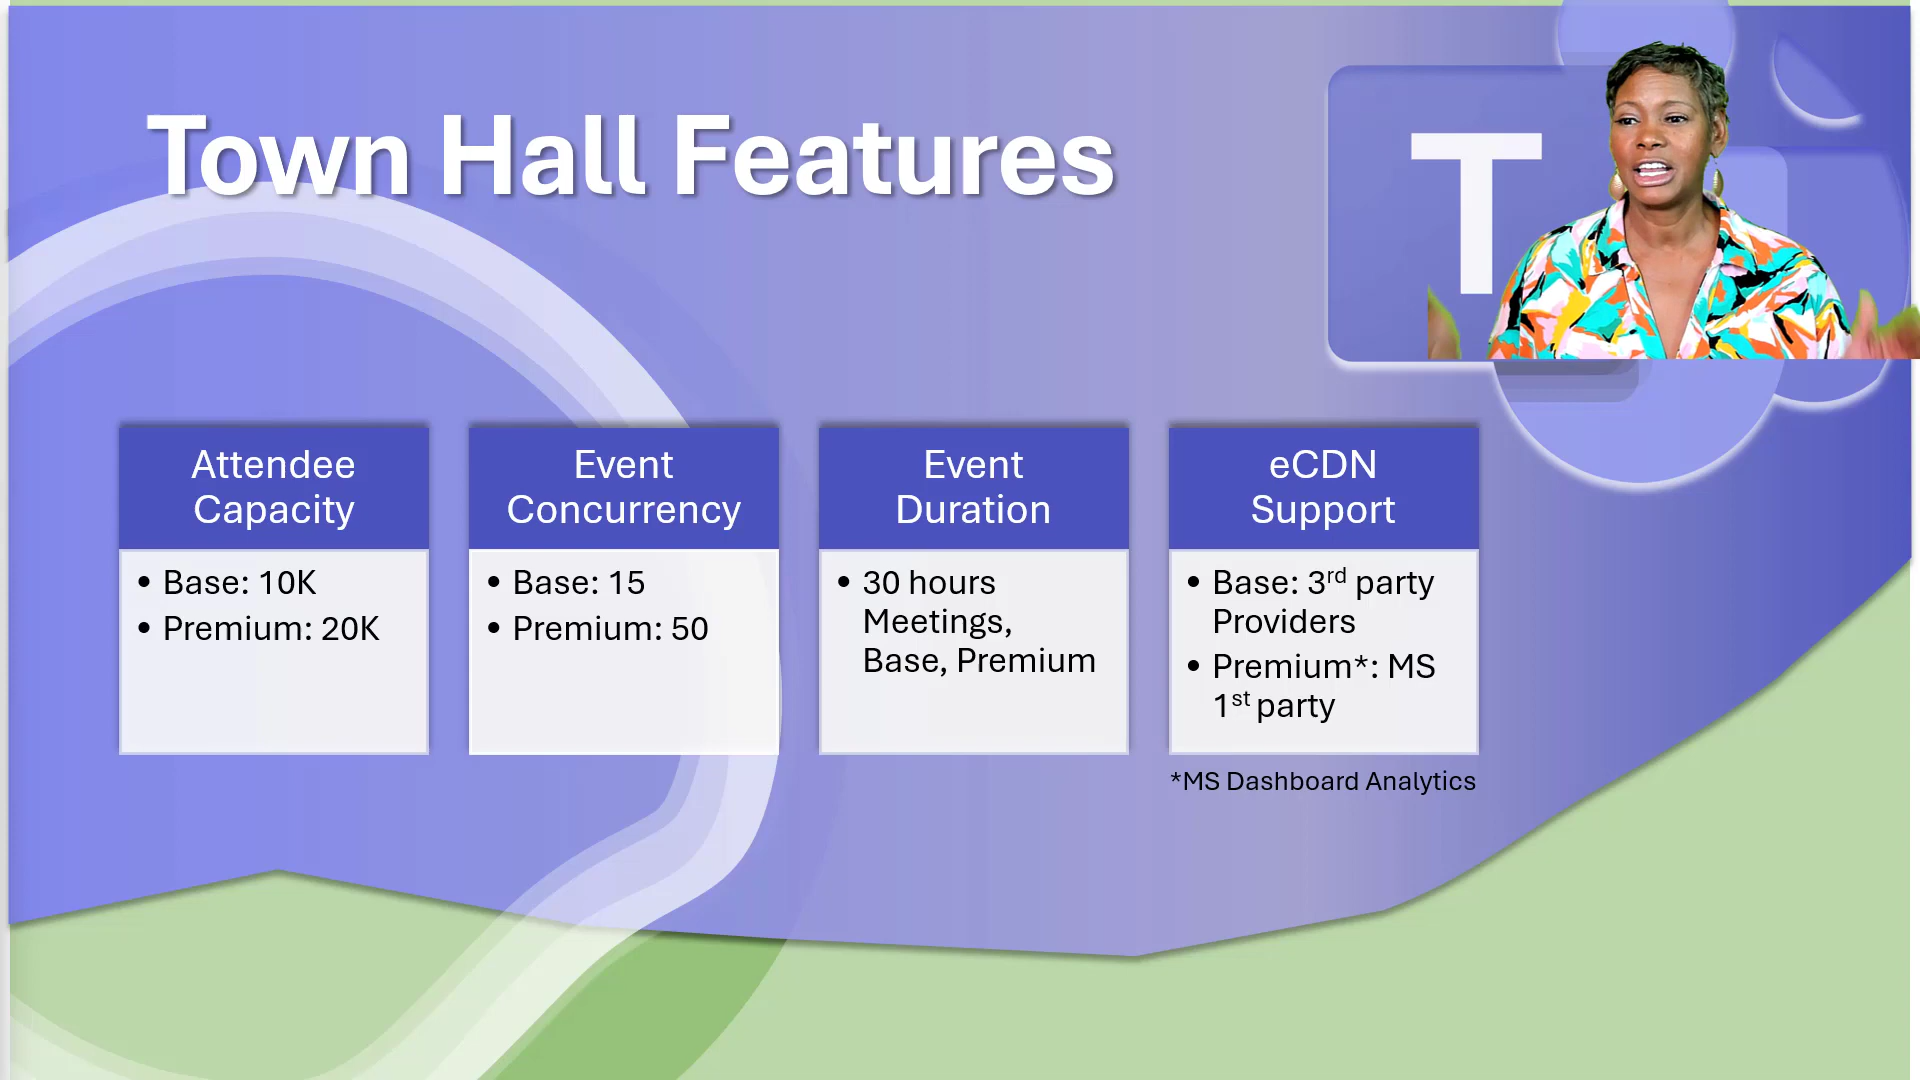 Town Hall Features
T
Attendee
Capacity
• Base: 10K
• Premium: 20K
Event
Concurrency
• Base: 15
• Premium: 50
Event
Duration
• 30 hours
Meetings,
Base, Premium
eCDN
Support
• Base: 3rd party
Providers
• Premium*: MS
1st party
*MS Dashboard Analytics